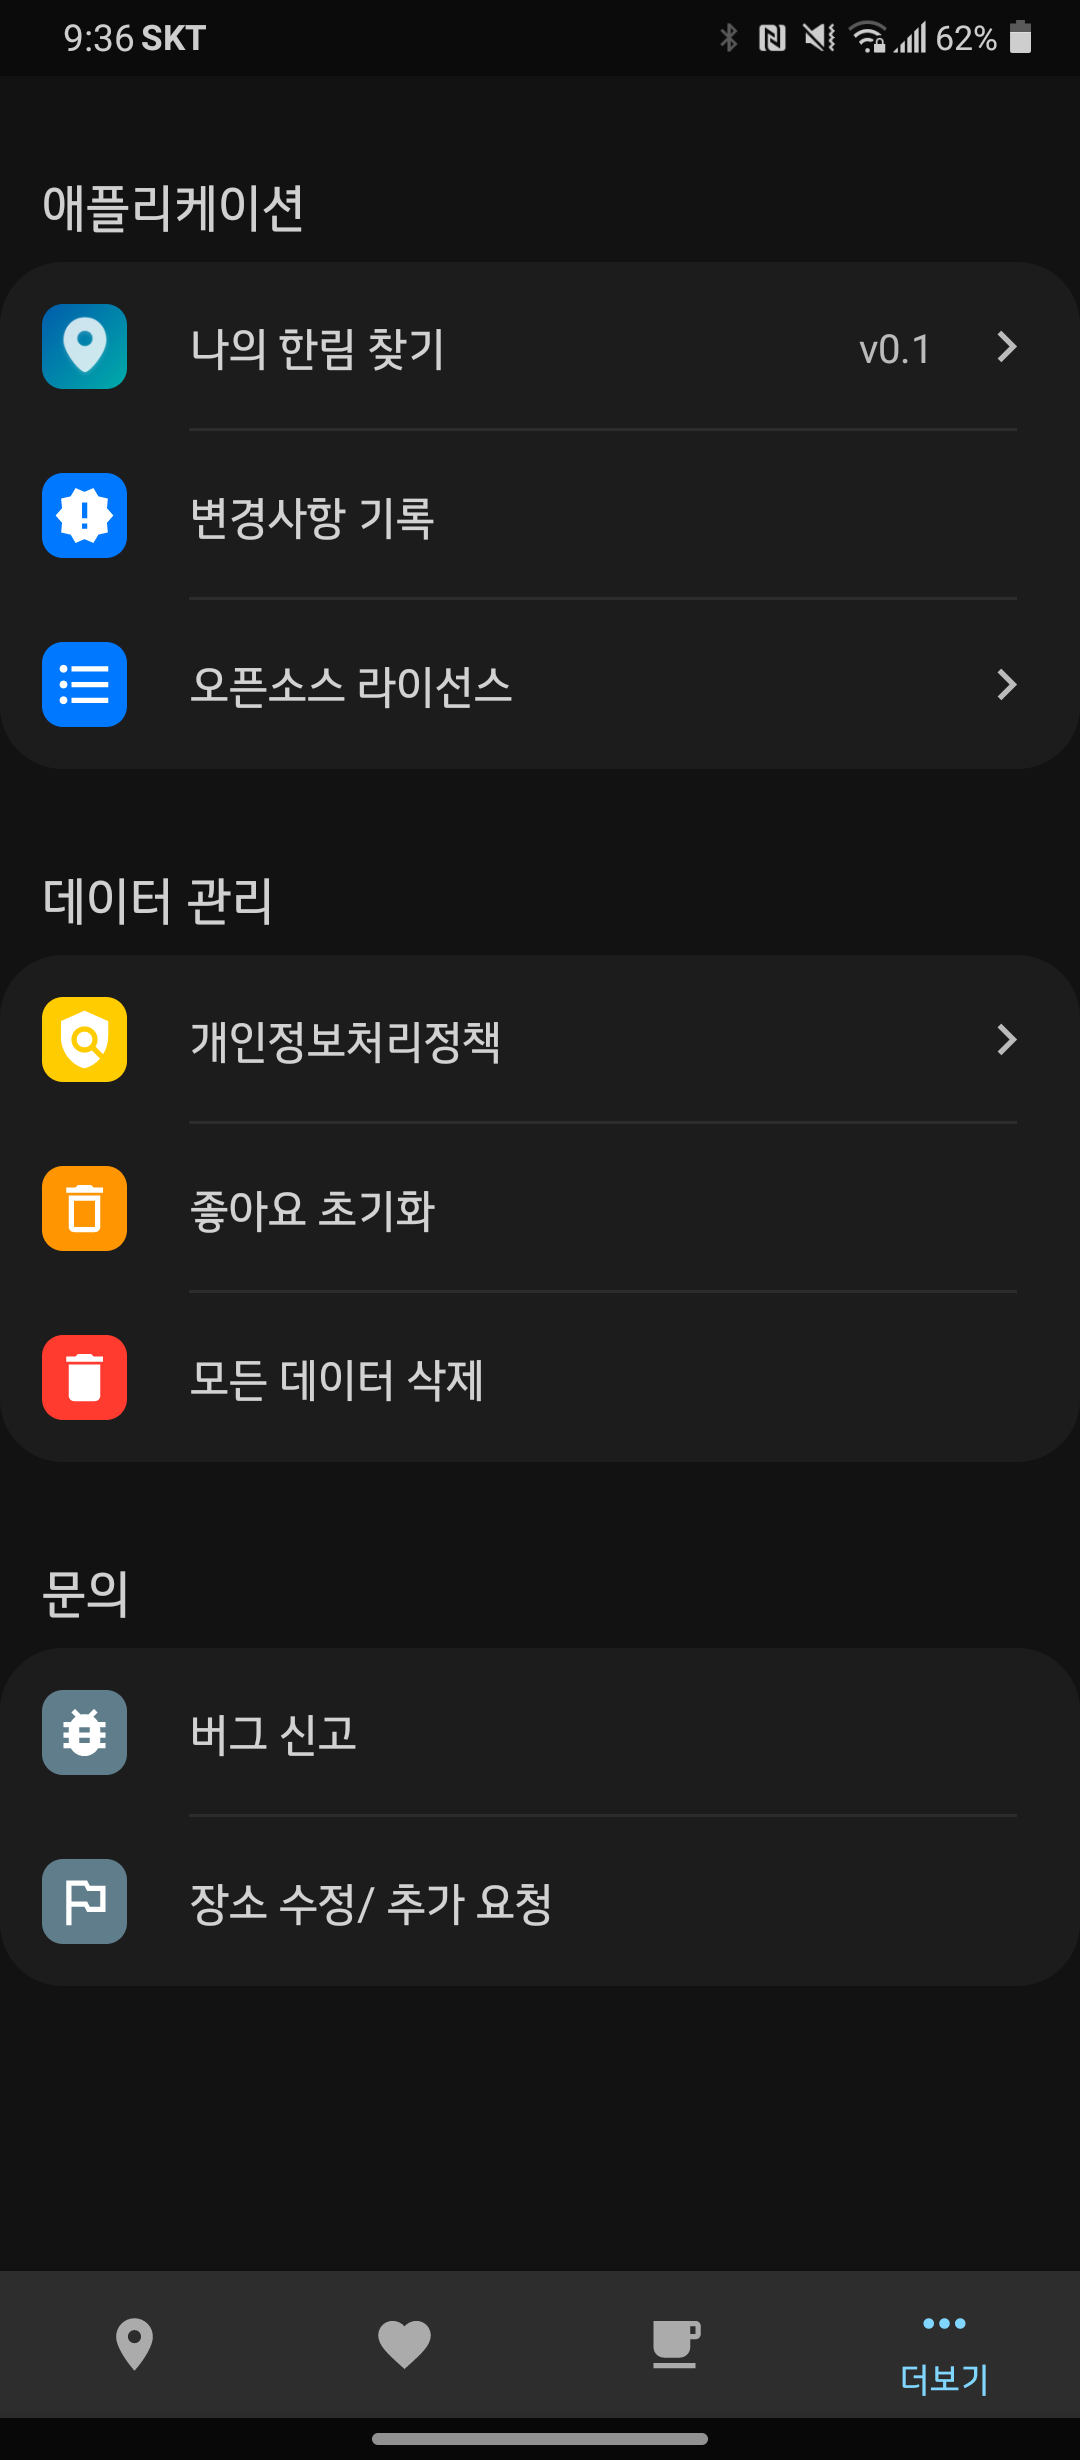 9:36 SKT 62%
애플리케이션
나의 한림 찾기 v0.1
변경사항 기록
오픈소스 라이선스
데이터 관리
개인정보처리정책
좋아요 초기화
모든 데이터 삭제
문의
버그 신고
장소 수정/ 추가 요청
더보기